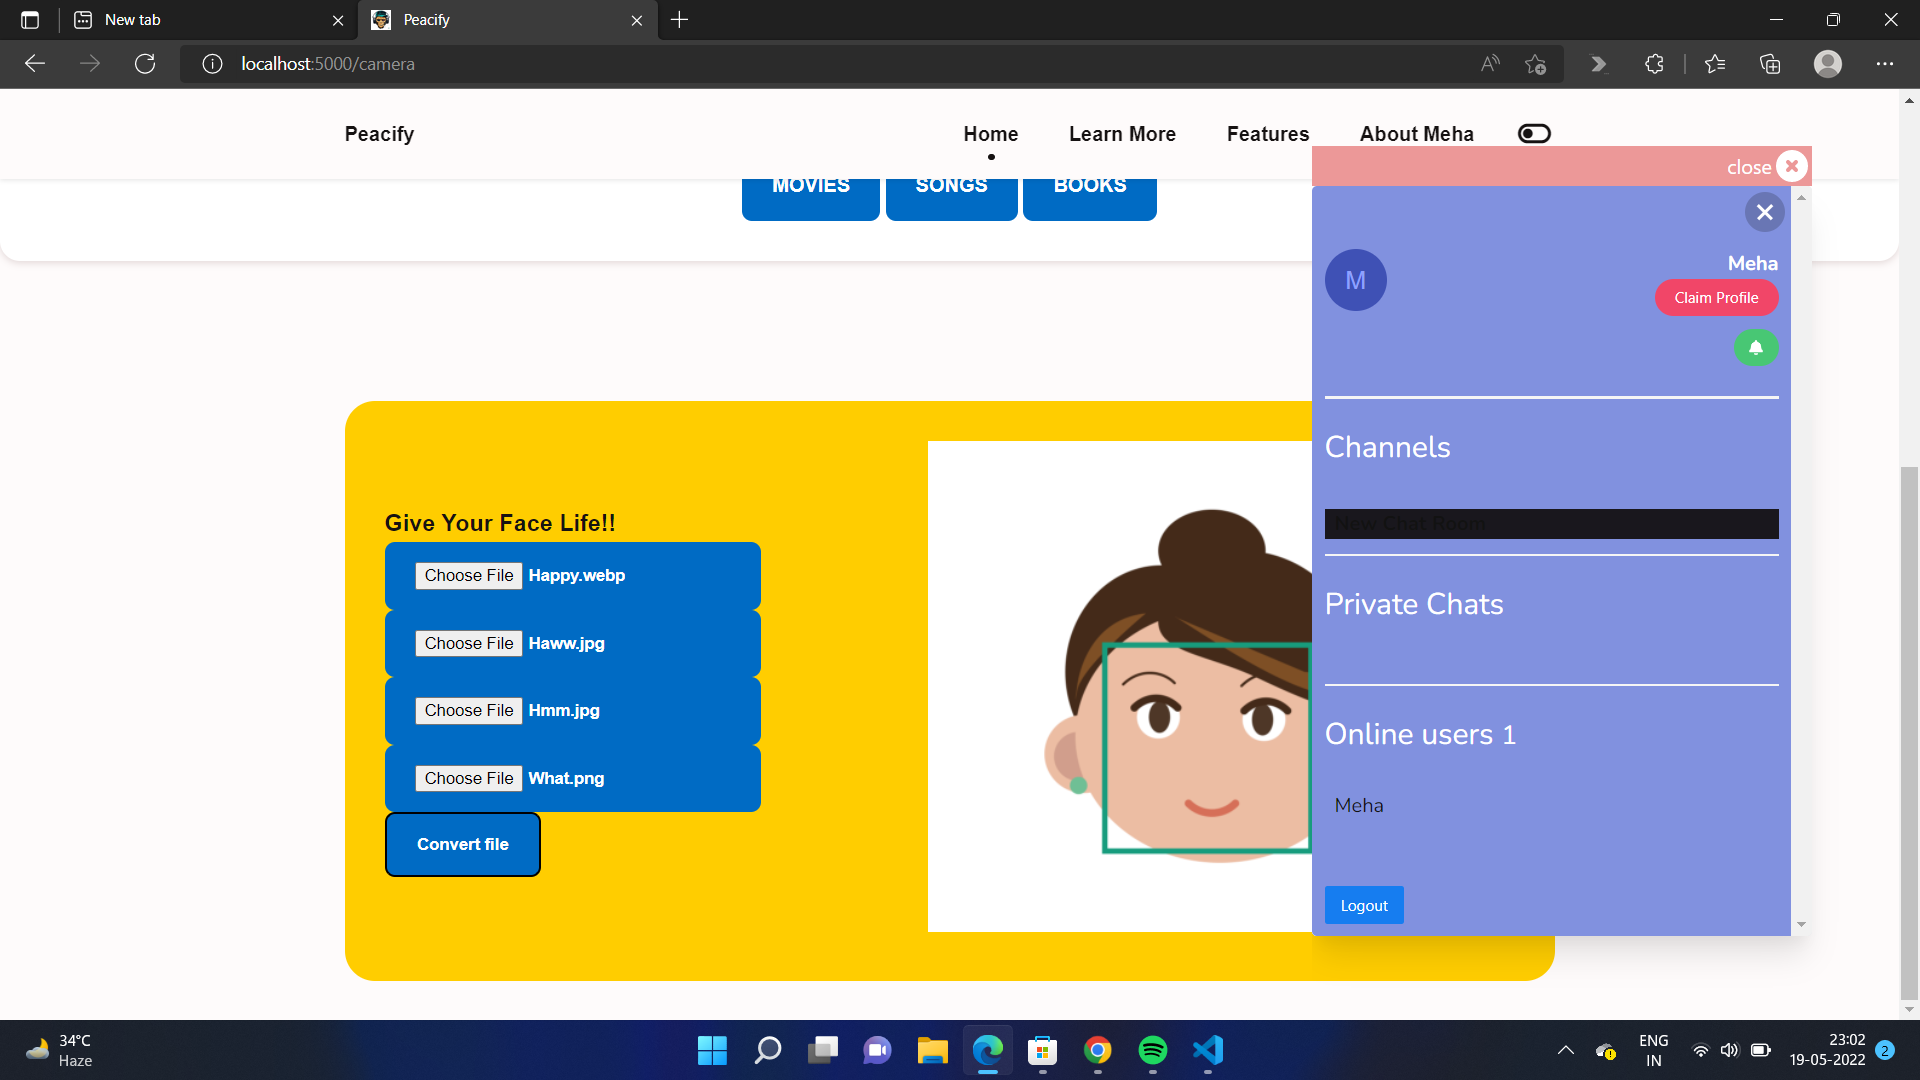 New tab
Peacify
localhost:5000/camera
Peacify
Home
Learn More
Features
About Meha
MOVIES
SONGS
BOOKS
close
M
Meha
Claim Profile
Channels
New Chat Room
Private Chats
Online users 1
Meha
Logout
Give Your Face Life!!
Choose File Happy.webp
Choose File Haww.jpg
Choose File Hmm.jpg
Choose File What.png
Convert file
34°C
Haze
ENG
IN
23:02
19-05-2022
2